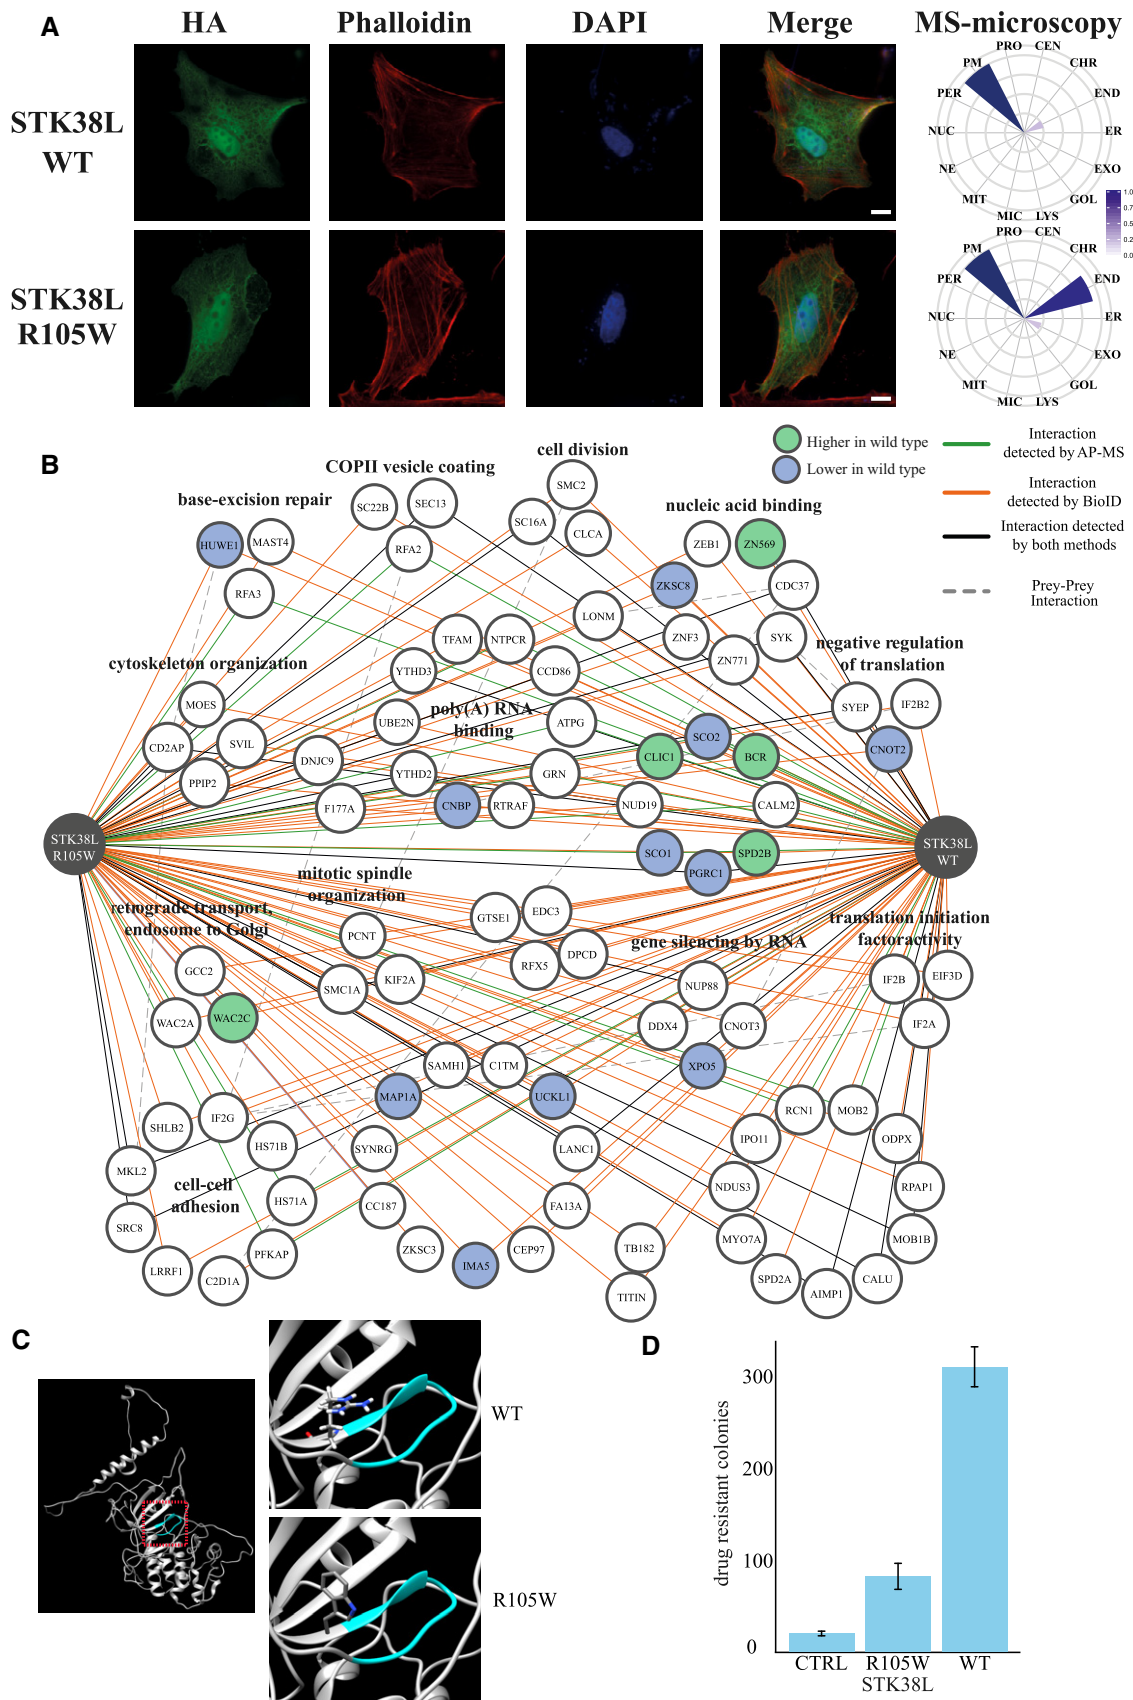 A
HA
Phalloidin
DAPI
Merge
MS-microscopy
STK38L
WT
PRO
CEN
PM
CHR
PER
END
NUC
ER
NE
EXO
MIT
GOL
MIC
LYS
1.0
0.7
0.5
0.2
0.0
STK38L
R105W
PRO
CEN
PM
CHR
PER
END
NUC
ER
NE
EXO
MIT
GOL
MIC
LYS
B
Higher in wild type
Lower in wild type
Interaction
detected by AP-MS
Interaction
detected by BioID
Interaction detected
by both methods
Prey-Prey
Interaction
cell division
COPII vesicle coating
base-excision repair
nucleic acid binding
SMC2
SC22B
SEC13
SC16A
CLCA
HUWE1
MAST4
RFA2
ZEB1
ZN569
RFA3
ZKSC8
CDC37
LONM
TFAM
NTPCR
ZNF3
SYK
negative regulation
of translation
cytoskeleton organization
YTHD3
CCD86
ZN771
MOES
UBE2N
poly(A) RNA
binding
ATPG
SYEP
IF2B2
CD2AP
SVIL
SCO2
CNOT2
CLIC1
BCR
DNJC9
YTHD2
GRN
PPIP2
F177A
CNBP
RTRAF
NUD19
CALM2
STK38L
R105W
STK38L
WT
SCO1
PGRC1
SPD2B
mitotic spindle
organization
retrograde transport,
endosome to Golgi
GTSE1
EDC3
translation initiation
factoractivity
PCNT
gene silencing by RNA
GCC2
KIF2A
RFX5
DPCD
NUP88
IF2B
EIF3D
SMC1A
WAC2A
WAC2C
DDX4
CNOT3
IF2A
SAMH1
C1TM
XPO5
MAP1A
UCKL1
SHLB2
IF2G
RCN1
MOB2
HS71B
SYNRG
LANC1
IPO11
ODPX
MKL2
cell-cell
adhesion
HS71A
CC187
FA13A
NDUS3
RPAP1
SRC8
PFKAP
ZKSC3
CEP97
TB182
MYO7A
MOB1B
LRRF1
C2D1A
IMA5
TITIN
SPD2A
AIMP1
CALU
C
WT
R105W
D
drug resistant colonies
300
200
100
0
CTRL
R105W
STK38L
WT